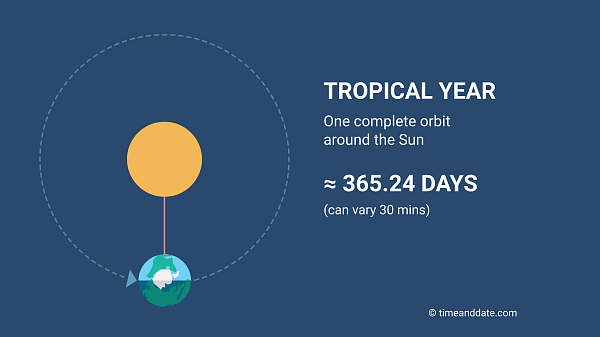 TROPICAL YEAR
One complete orbit
around the Sun
≈ 365.24 DAYS
(can vary 30 mins)
© timeanddate.com